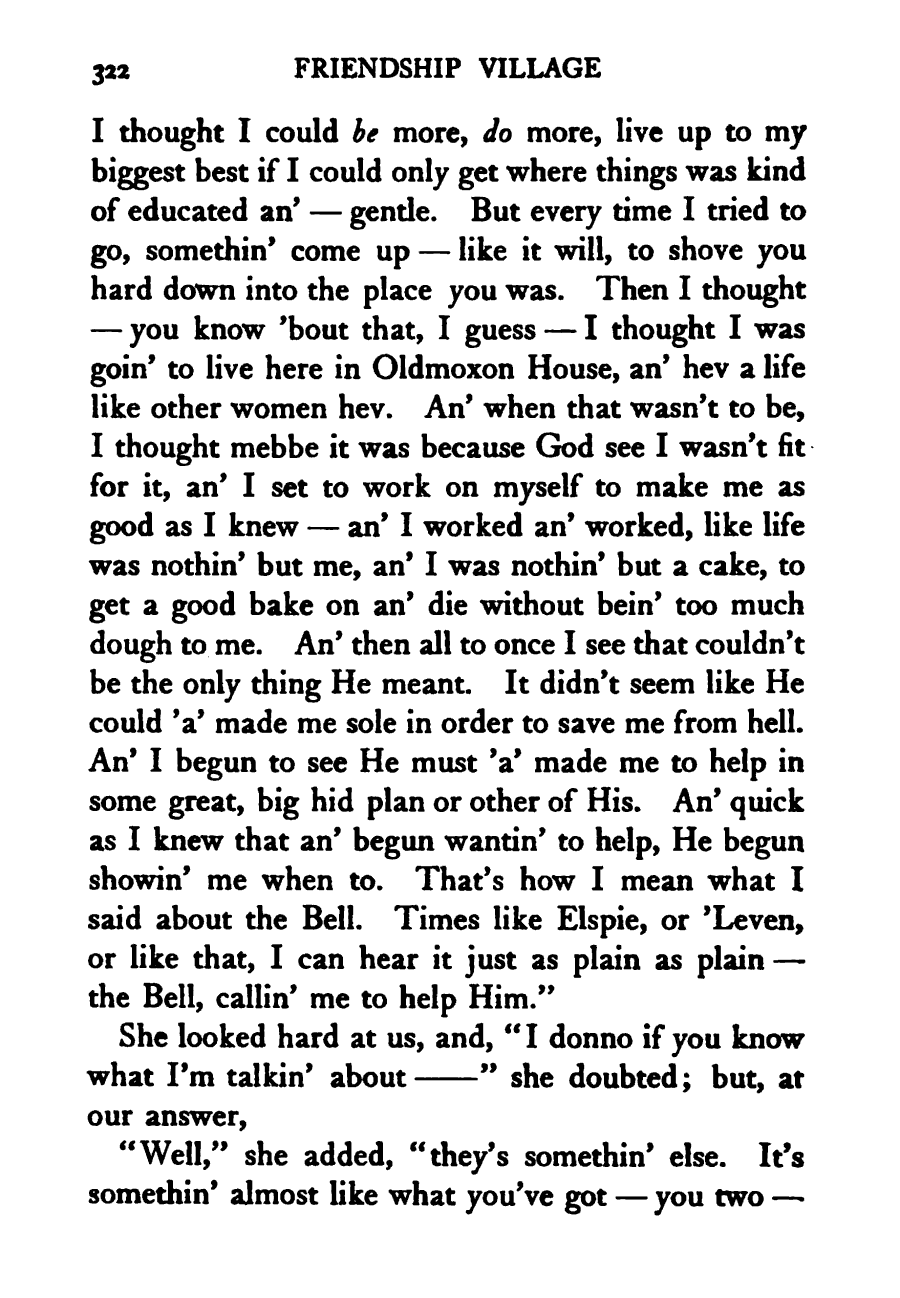 322 FRIENDSHIP VILLAGE
I thought I could be more, do more, live up to my
biggest best if I could only get where things was kind
of educated an' — gentle. But every time I tried to
go, somethin' come up — like it will, to shove you
hard down into the place you was. Then I thought
— you know 'bout that, I guess — I thought I was
goin' to live here in Oldmoxon House, an' hev a life
like other women hev. An' when that wasn't to be,
I thought mebbe it was because God see I wasn't fit
for it, an' I set to work on myself to make me as
good as I knew — an' I worked an' worked, like life
was nothin' but me, an' I was nothin' but a cake, to
get a good bake on an' die without bein' too much
dough to me. An' then all to once I see that couldn't
be the only thing He meant. It didn't seem like He
could 'a' made me sole in order to save me from hell.
An' I begun to see He must 'a' made me to help in
some great, big hid plan or other of His. An' quick
as I knew that an' begun wantin' to help, He begun
showin' me when to. That's how I mean what I
said about the Bell. Times like Elspie, or 'Leven,
or like that, I can hear it just as plain as plain —
the Bell, callin' me to help Him."
She looked hard at us, and, "I donno if you know
what I'm talkin' about ——" she doubted; but, at
our answer,
"Well," she added, "they's somethin' else. It's
somethin' almost like what you've got — you two —